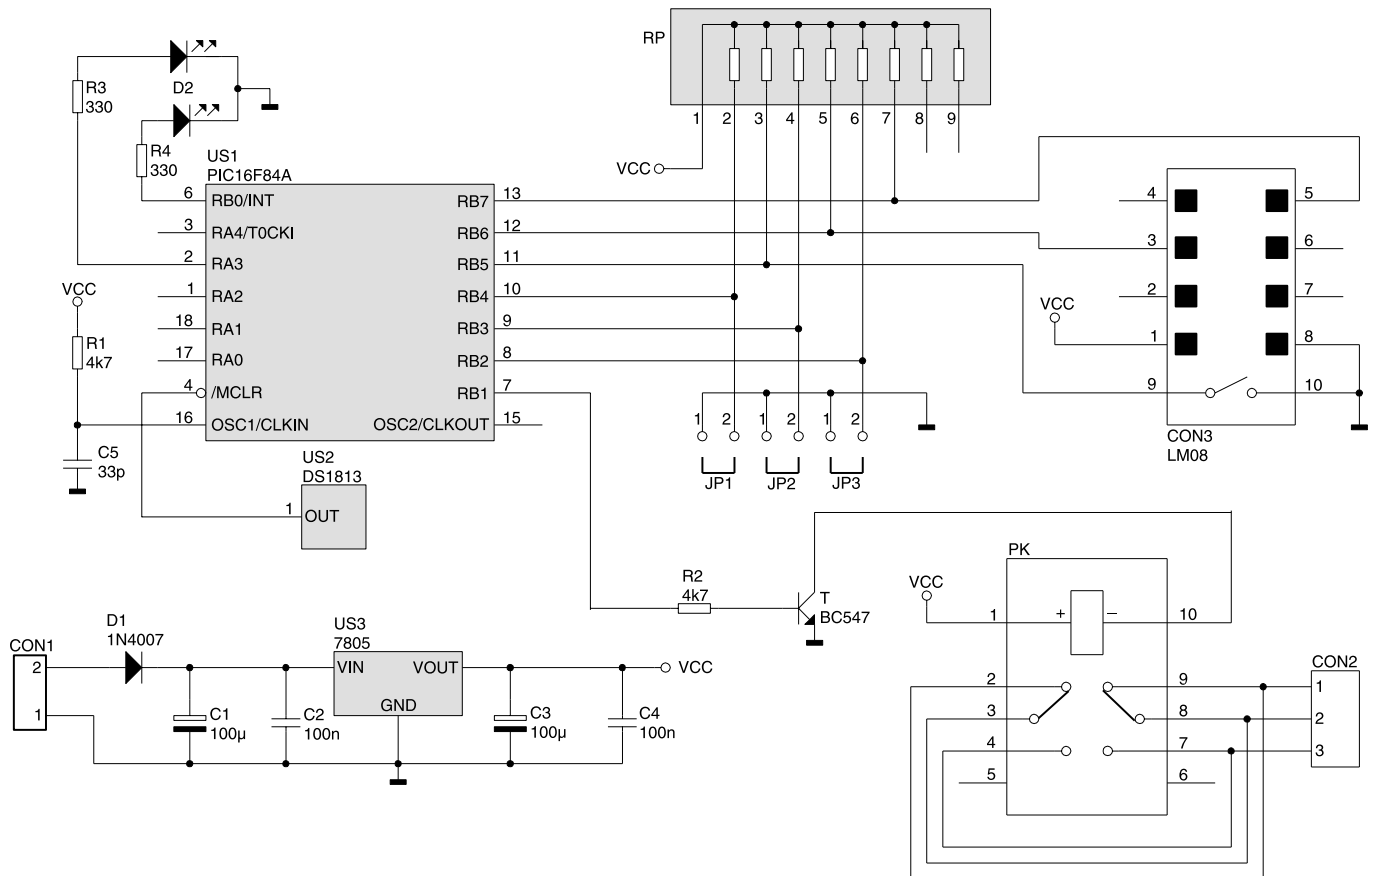 RP
1 2 3 4 5 6 7 8 9
VCC
R3
330
D2
R4
330
US1
PIC16F84A
6 RB0/INT RB7 13
3 RA4/T0CKI RB6 12
2 RA3 RB5 11
1 RA2 RB4 10
18 RA1 RB3 9
17 RA0 RB2 8
4 /MCLR RB1 7
16 OSC1/CLKIN OSC2/CLKOUT 15
VCC
R1
4k7
C5
33p
US2
DS1813
1 OUT
1 2 1 2 1 2
JP1 JP2 JP3
4 5
3 6
2 7
VCC
1 8
9 10
CON3
LM08
R2
4k7
T
BC547
PK
VCC
1 + – 10
2 9
3 8
4 7
5 6
CON2
1
2
3
CON1
2
1
D1
1N4007
US3
7805
VIN VOUT
GND
VCC
C1
100µ
C2
100n
C3
100µ
C4
100n